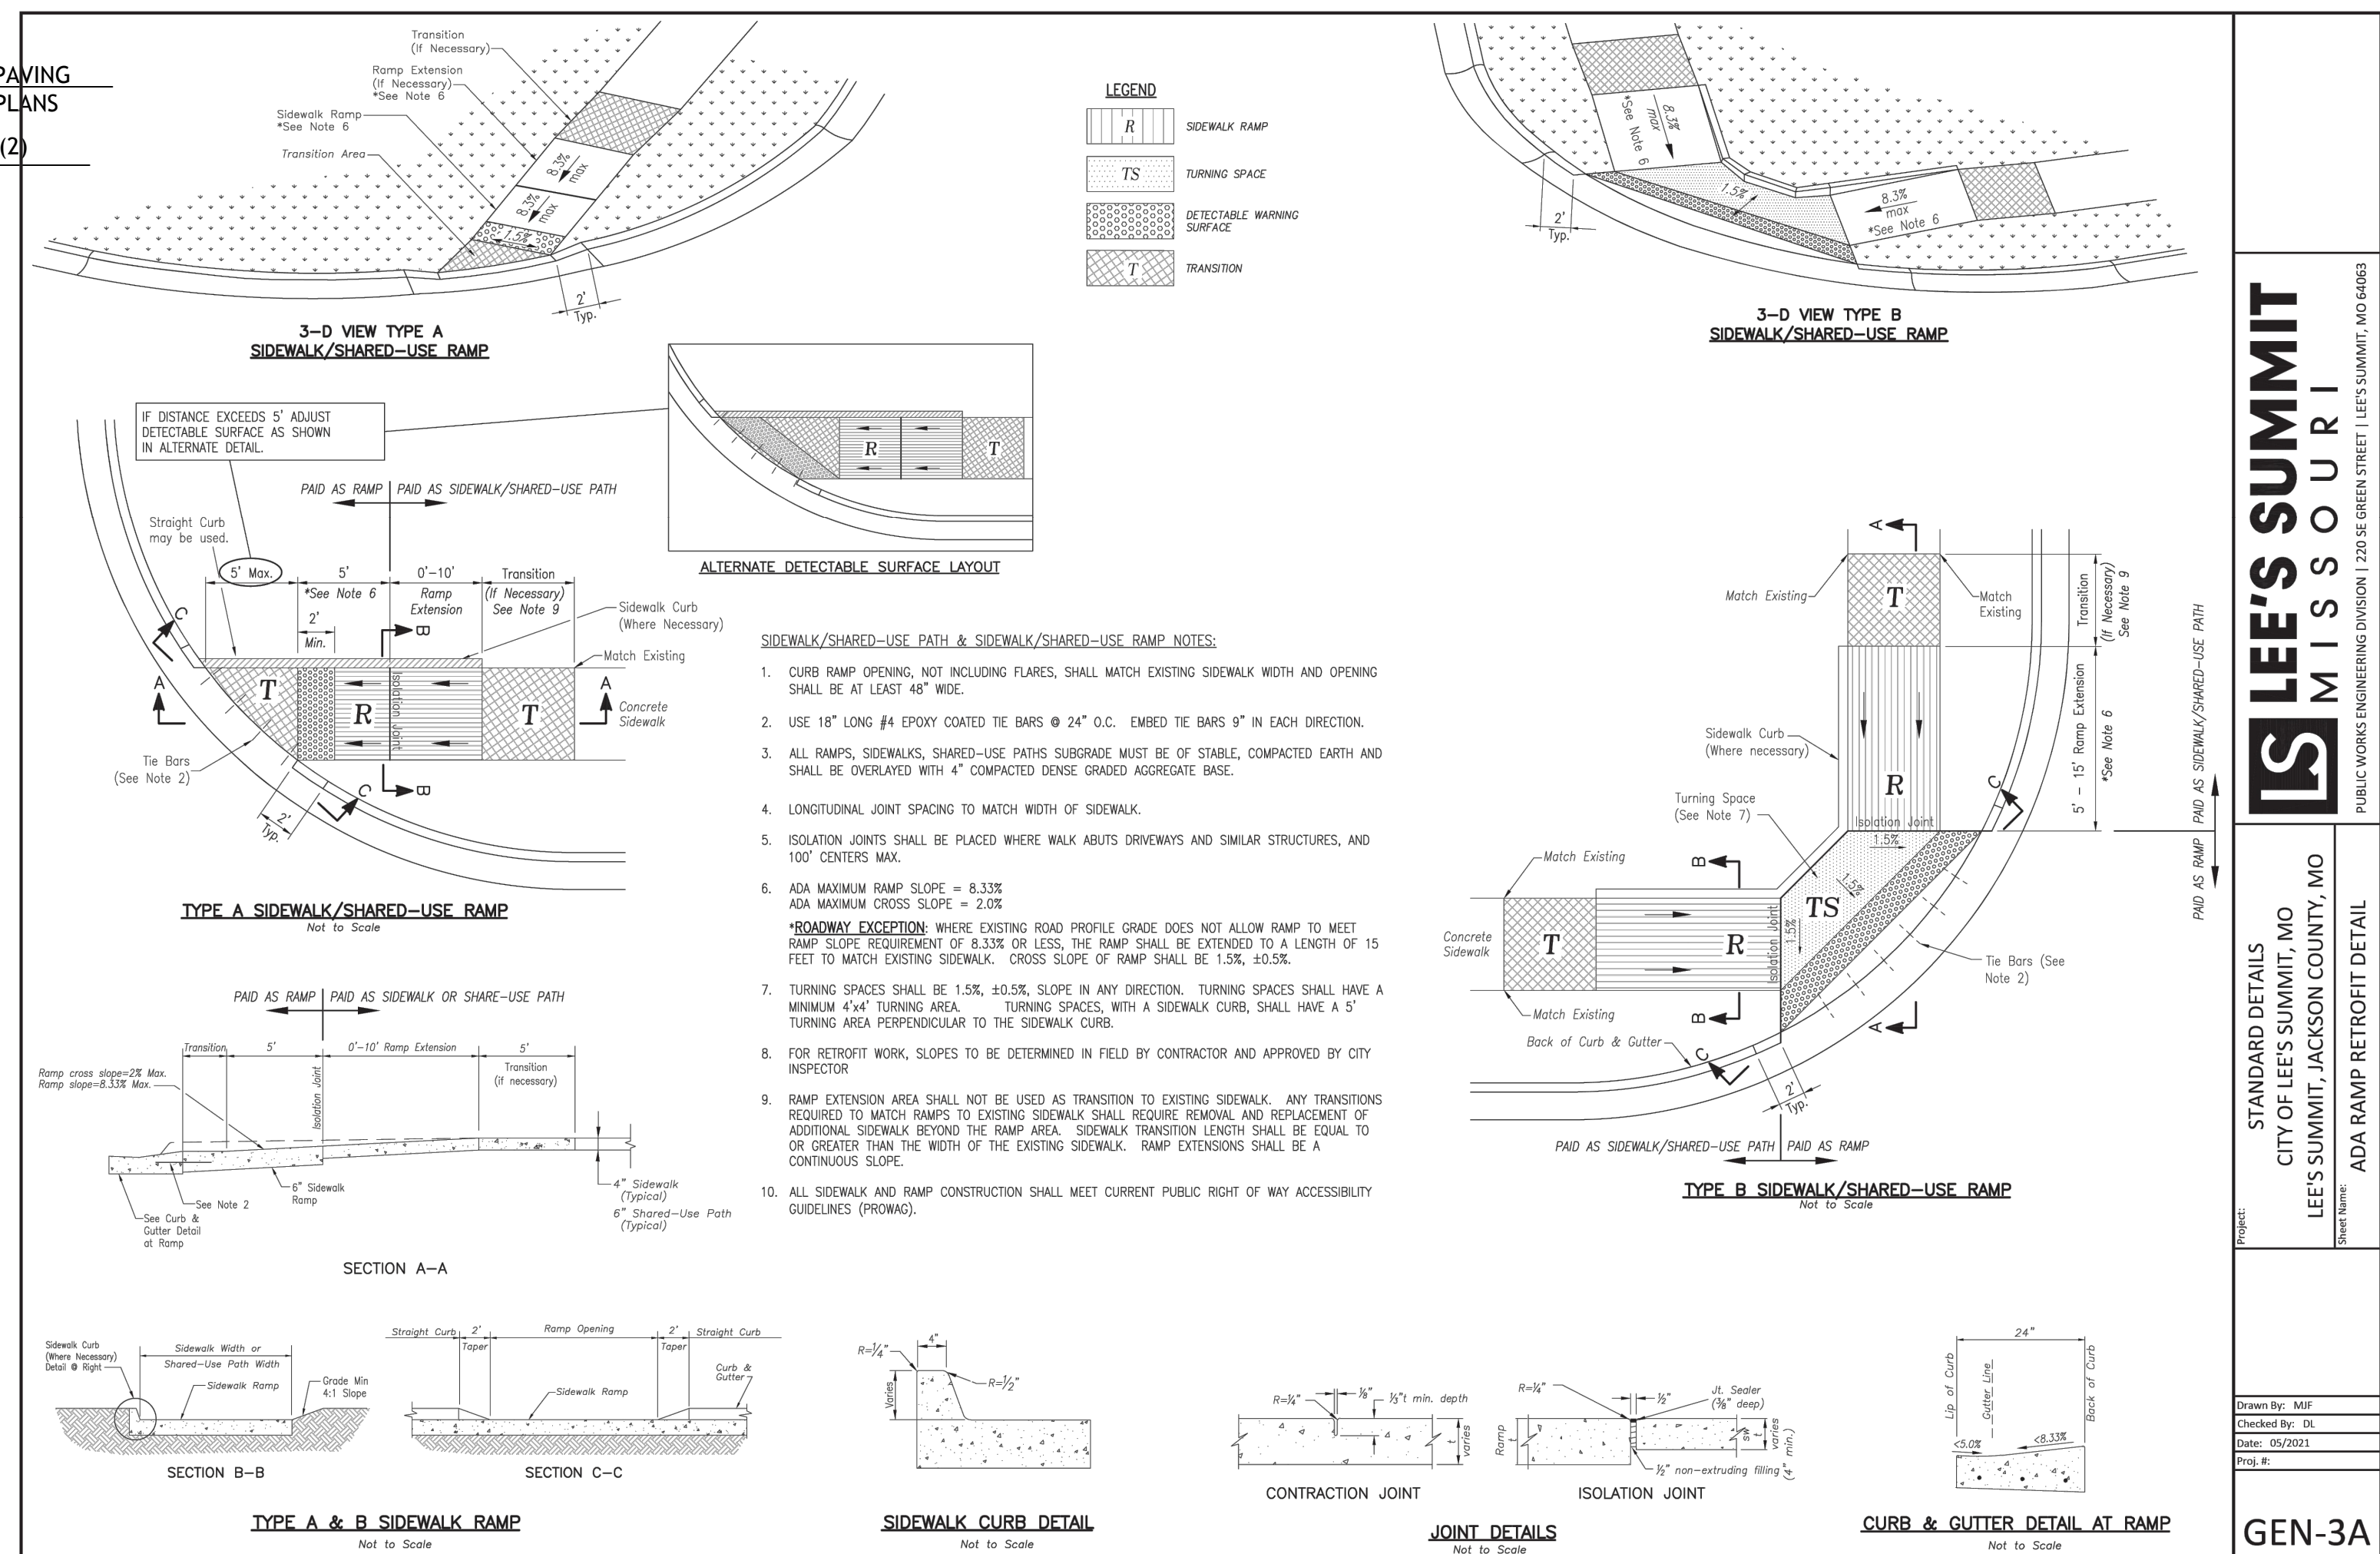 PAVING
PLANS
(2)
Transition
(If Necessary)
Ramp Extension
(If Necessary)
*See Note 6
Sidewalk Ramp
*See Note 6
Transition Area
8.3%
max
8.3%
max
1.5%
2'
Typ.
3-D VIEW TYPE A
SIDEWALK/SHARED-USE RAMP
LEGEND
R SIDEWALK RAMP
TS TURNING SPACE
DETECTABLE WARNING
SURFACE
T TRANSITION
*See Note 6
8.3%
max
1.5%
8.3%
max
*See Note 6
2'
Typ.
3-D VIEW TYPE B
SIDEWALK/SHARED-USE RAMP
IF DISTANCE EXCEEDS 5' ADJUST
DETECTABLE SURFACE AS SHOWN
IN ALTERNATE DETAIL.
R T
ALTERNATE DETECTABLE SURFACE LAYOUT
PAID AS RAMP PAID AS SIDEWALK/SHARED-USE PATH
Straight Curb
may be used.
5' Max.
5'
*See Note 6
2'
Min.
0'-10'
Ramp
Extension
Transition
(If Necessary)
See Note 9
Sidewalk Curb
(Where Necessary)
Match Existing
Concrete
Sidewalk
C
A
B
A
T
R
Isolation Joint
T
Tie Bars
(See Note 2)
C
B
2'
Typ.
TYPE A SIDEWALK/SHARED-USE RAMP
Not to Scale
SIDEWALK/SHARED-USE PATH & SIDEWALK/SHARED-USE RAMP NOTES:
1. CURB RAMP OPENING, NOT INCLUDING FLARES, SHALL MATCH EXISTING SIDEWALK WIDTH AND OPENING
SHALL BE AT LEAST 48" WIDE.
2. USE 18" LONG #4 EPOXY COATED TIE BARS @ 24" O.C. EMBED TIE BARS 9" IN EACH DIRECTION.
3. ALL RAMPS, SIDEWALKS, SHARED-USE PATHS SUBGRADE MUST BE OF STABLE, COMPACTED EARTH AND
SHALL BE OVERLAYED WITH 4" COMPACTED DENSE GRADED AGGREGATE BASE.
4. LONGITUDINAL JOINT SPACING TO MATCH WIDTH OF SIDEWALK.
5. ISOLATION JOINTS SHALL BE PLACED WHERE WALK ABUTS DRIVEWAYS AND SIMILAR STRUCTURES, AND
100' CENTERS MAX.
6. ADA MAXIMUM RAMP SLOPE = 8.33%
ADA MAXIMUM CROSS SLOPE = 2.0%
*ROADWAY EXCEPTION: WHERE EXISTING ROAD PROFILE GRADE DOES NOT ALLOW RAMP TO MEET
RAMP SLOPE REQUIREMENT OF 8.33% OR LESS, THE RAMP SHALL BE EXTENDED TO A LENGTH OF 15
FEET TO MATCH EXISTING SIDEWALK. CROSS SLOPE OF RAMP SHALL BE 1.5%, ±0.5%.
7. TURNING SPACES SHALL BE 1.5%, ±0.5%, SLOPE IN ANY DIRECTION. TURNING SPACES SHALL HAVE A
MINIMUM 4'x4' TURNING AREA. TURNING SPACES, WITH A SIDEWALK CURB, SHALL HAVE A 5'
TURNING AREA PERPENDICULAR TO THE SIDEWALK CURB.
8. FOR RETROFIT WORK, SLOPES TO BE DETERMINED IN FIELD BY CONTRACTOR AND APPROVED BY CITY
INSPECTOR
9. RAMP EXTENSION AREA SHALL NOT BE USED AS TRANSITION TO EXISTING SIDEWALK. ANY TRANSITIONS
REQUIRED TO MATCH RAMPS TO EXISTING SIDEWALK SHALL REQUIRE REMOVAL AND REPLACEMENT OF
ADDITIONAL SIDEWALK BEYOND THE RAMP AREA. SIDEWALK TRANSITION LENGTH SHALL BE EQUAL TO
OR GREATER THAN THE WIDTH OF THE EXISTING SIDEWALK. RAMP EXTENSIONS SHALL BE A
CONTINUOUS SLOPE.
10. ALL SIDEWALK AND RAMP CONSTRUCTION SHALL MEET CURRENT PUBLIC RIGHT OF WAY ACCESSIBILITY
GUIDELINES (PROWAG).
A
Match Existing
T
Match
Existing
Transition
(If Necessary)
See Note 9
5' - 15' Ramp Extension
*See Note 6
PAID AS RAMP PAID AS SIDEWALK/SHARED-USE PATH
Sidewalk Curb
(Where necessary)
R
C
Turning Space
(See Note 7)
Isolation Joint
1.5%
Match Existing
B
1.5%
TS
1.5%
Concrete
Sidewalk
T
R
Isolation Joint
Tie Bars (See
Note 2)
Match Existing
B
A
Back of Curb & Gutter
C
2'
Typ.
PAID AS SIDEWALK/SHARED-USE PATH PAID AS RAMP
TYPE B SIDEWALK/SHARED-USE RAMP
Not to Scale
PAID AS RAMP PAID AS SIDEWALK OR SHARE-USE PATH
Transition 5' 0'-10' Ramp Extension 5'
Transition
(if necessary)
Ramp cross slope=2% Max.
Ramp slope=8.33% Max.
Isolation Joint
See Note 2
6" Sidewalk
Ramp
See Curb &
Gutter Detail
at Ramp
4" Sidewalk
(Typical)
6" Shared-Use Path
(Typical)
SECTION A-A
Sidewalk Curb
(Where Necessary)
Detail @ Right
Sidewalk Width or
Shared-Use Path Width
Sidewalk Ramp
Grade Min
4:1 Slope
SECTION B-B
Straight Curb 2' Ramp Opening 2' Straight Curb
Taper Taper
Curb &
Gutter
Sidewalk Ramp
SECTION C-C
TYPE A & B SIDEWALK RAMP
Not to Scale
4"
R=¼"
R=½"
Varies
SIDEWALK CURB DETAIL
Not to Scale
R=¼"
⅛"
⅓"t min. depth
t
varies
CONTRACTION JOINT
R=¼"
½"
Jt. Sealer
(⅜" deep)
Ramp
t
sw
t
varies
(4" min.)
½" non-extruding filling
ISOLATION JOINT
JOINT DETAILS
Not to Scale
24"
Lip of Curb
Gutter Line
Back of Curb
<5.0%
<8.33%
CURB & GUTTER DETAIL AT RAMP
Not to Scale
LS LEE'S SUMMIT
MISSOURI
PUBLIC WORKS ENGINEERING DIVISION | 220 SE GREEN STREET | LEE'S SUMMIT, MO 64063
Project:
STANDARD DETAILS
CITY OF LEE'S SUMMIT, MO
LEE'S SUMMIT, JACKSON COUNTY, MO
Sheet Name:
ADA RAMP RETROFIT DETAIL
Drawn By: MJF
Checked By: DL
Date: 05/2021
Proj. #:
GEN-3A